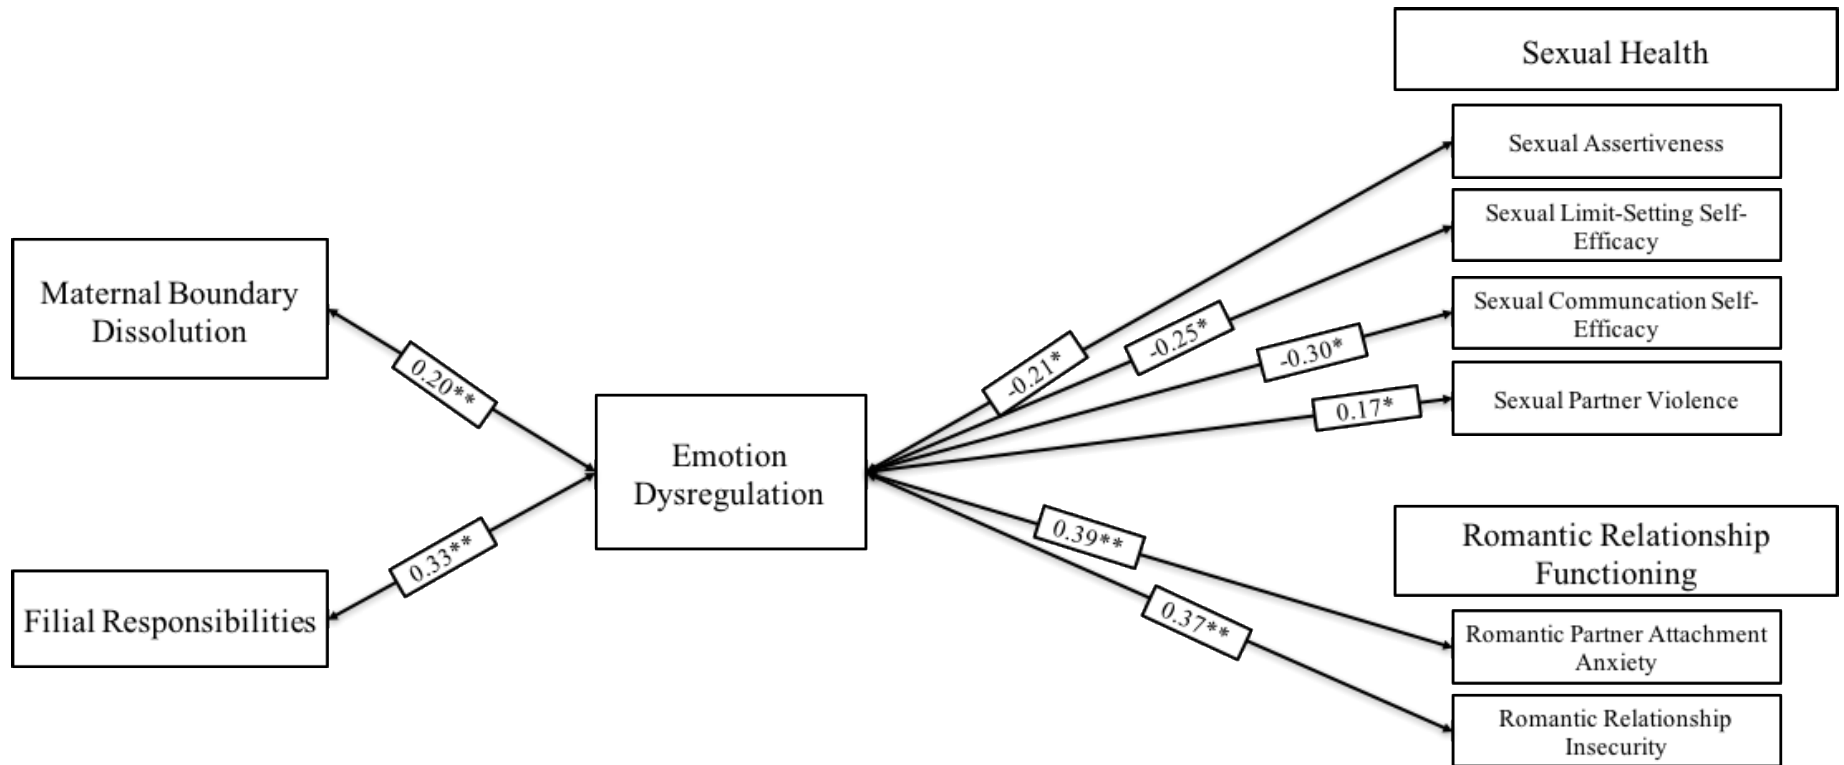 Sexual Health
Sexual Assertiveness
Sexual Limit-Setting Self-
Efficacy
Sexual Communcation Self-
Efficacy
Sexual Partner Violence
Maternal Boundary
Dissolution
Filial Responsibilities
0.20**
0.33**
Emotion
Dysregulation
-0.21*
-0.25*
-0.30*
0.17*
0.39**
0.37**
Romantic Relationship
Functioning
Romantic Partner Attachment
Anxiety
Romantic Relationship
Insecurity